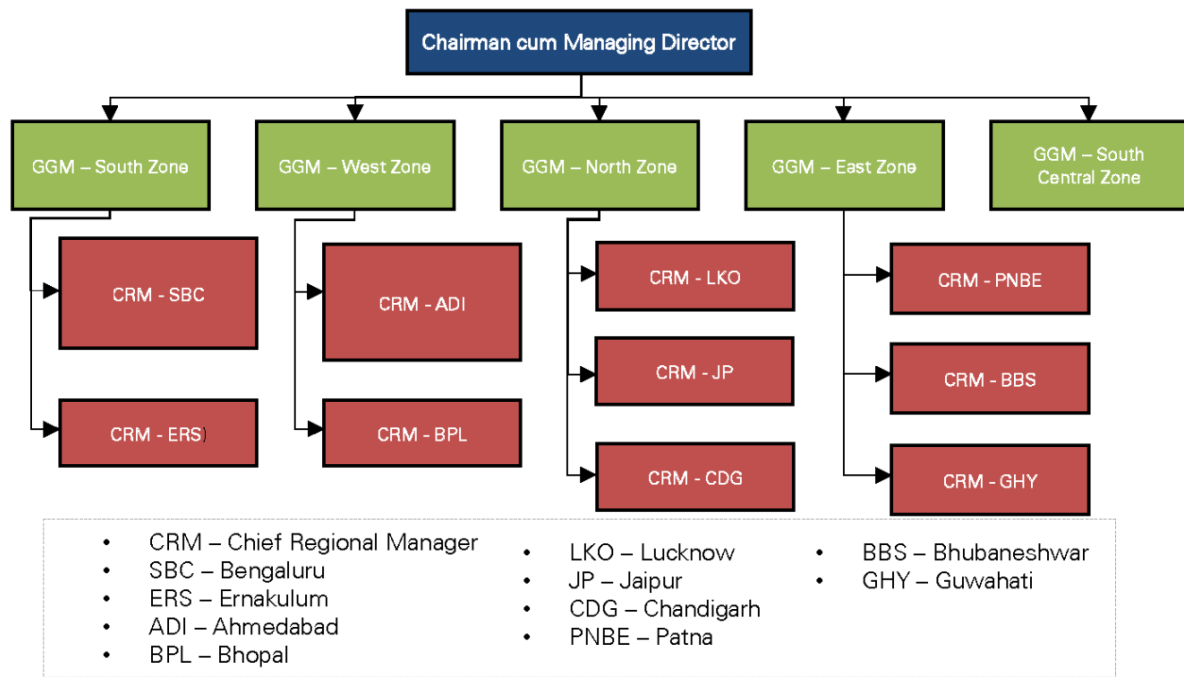 Chairman cum Managing Director
GGM – South Zone
GGM – West Zone
GGM – North Zone
GGM – East Zone
GGM – South
Central Zone
CRM - SBC
CRM - ADI
CRM - LKO
CRM - PNBE
CRM - JP
CRM - BBS
CRM - ERS)
CRM - BPL
CRM - CDG
CRM - GHY
• CRM – Chief Regional Manager
• SBC – Bengaluru
• ERS – Ernakulum
• ADI – Ahmedabad
• BPL – Bhopal
• LKO – Lucknow
• JP – Jaipur
• CDG – Chandigarh
• PNBE – Patna
• BBS – Bhubaneshwar
• GHY – Guwahati